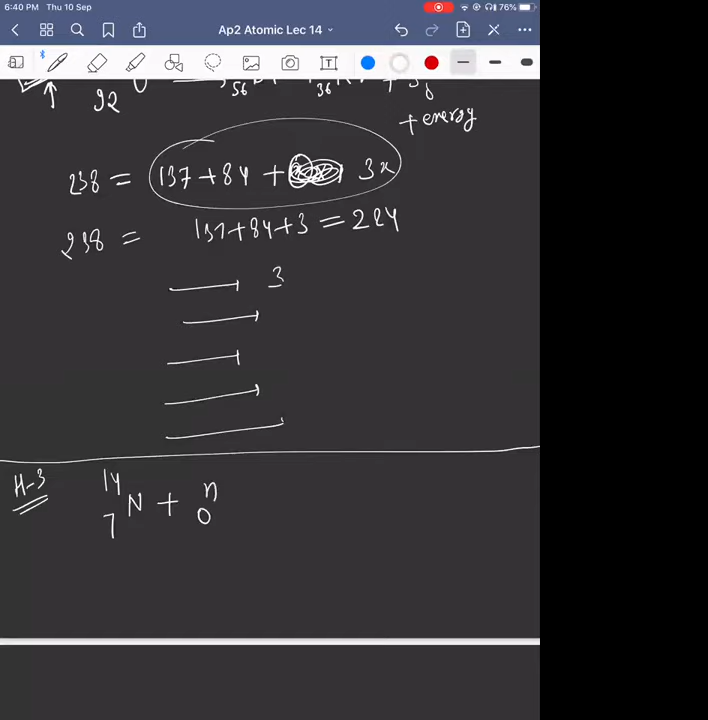 6:40 PM Thu 10 Sep 76%
Ap2 Atomic Lec 14
92 U 56 36 +
+ energy
238 = 137+84 + 3x
238 = 137+84+3 = 224
3
H-3 14 7 N + n 0